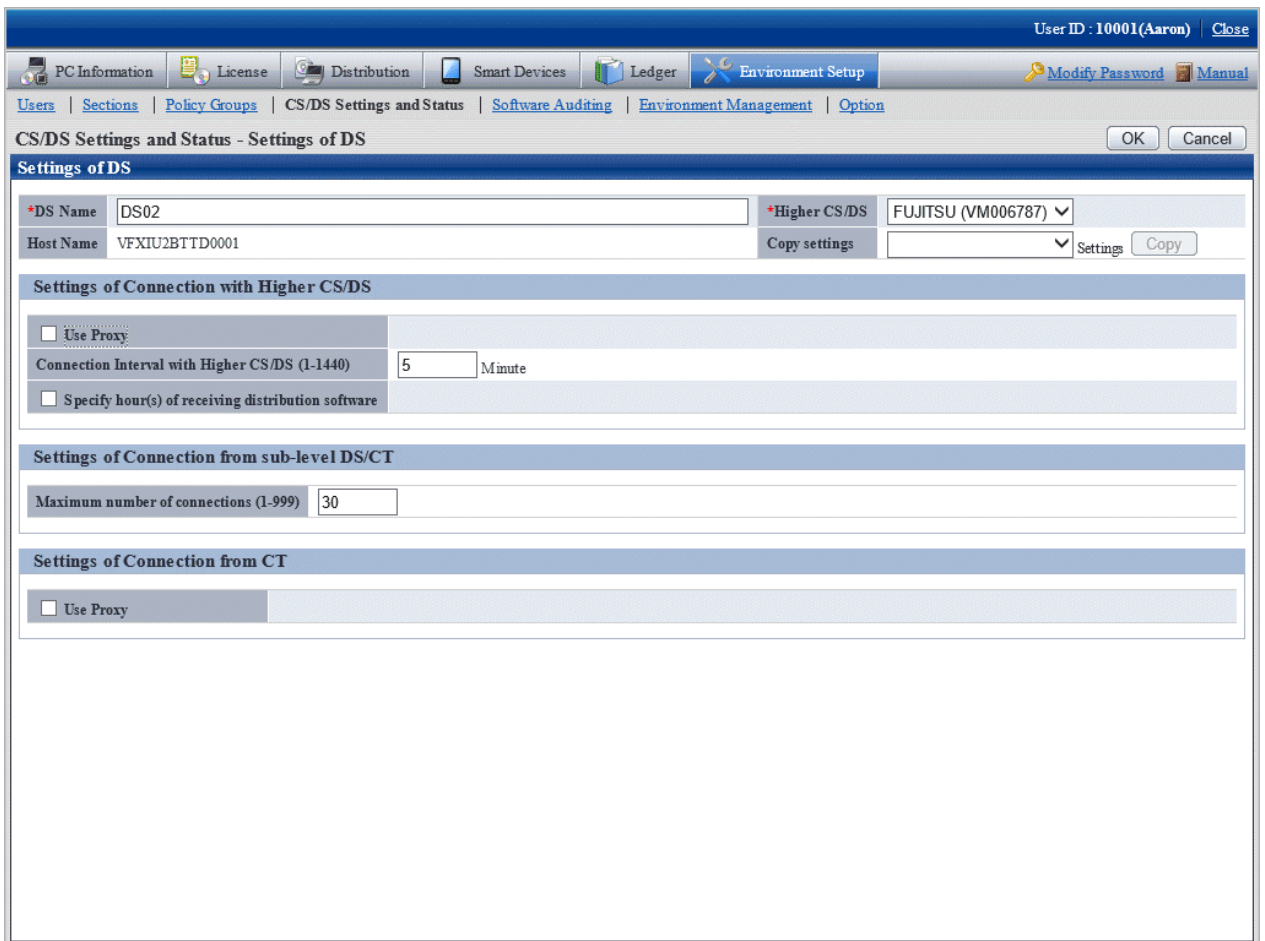 User ID : 10001(Aaron) Close
PC Information License Distribution Smart Devices Ledger Environment Setup Modify Password Manual
Users | Sections | Policy Groups | CS/DS Settings and Status | Software Auditing | Environment Management | Option
CS/DS Settings and Status - Settings of DS OK Cancel
Settings of DS
*DS Name DS02 *Higher CS/DS FUJITSU (VM006787)
Host Name VFXIU2BTTD0001 Copy settings Settings Copy
Settings of Connection with Higher CS/DS
Use Proxy
Connection Interval with Higher CS/DS (1-1440) 5 Minute
Specify hour(s) of receiving distribution software
Settings of Connection from sub-level DS/CT
Maximum number of connections (1-999) 30
Settings of Connection from CT
Use Proxy